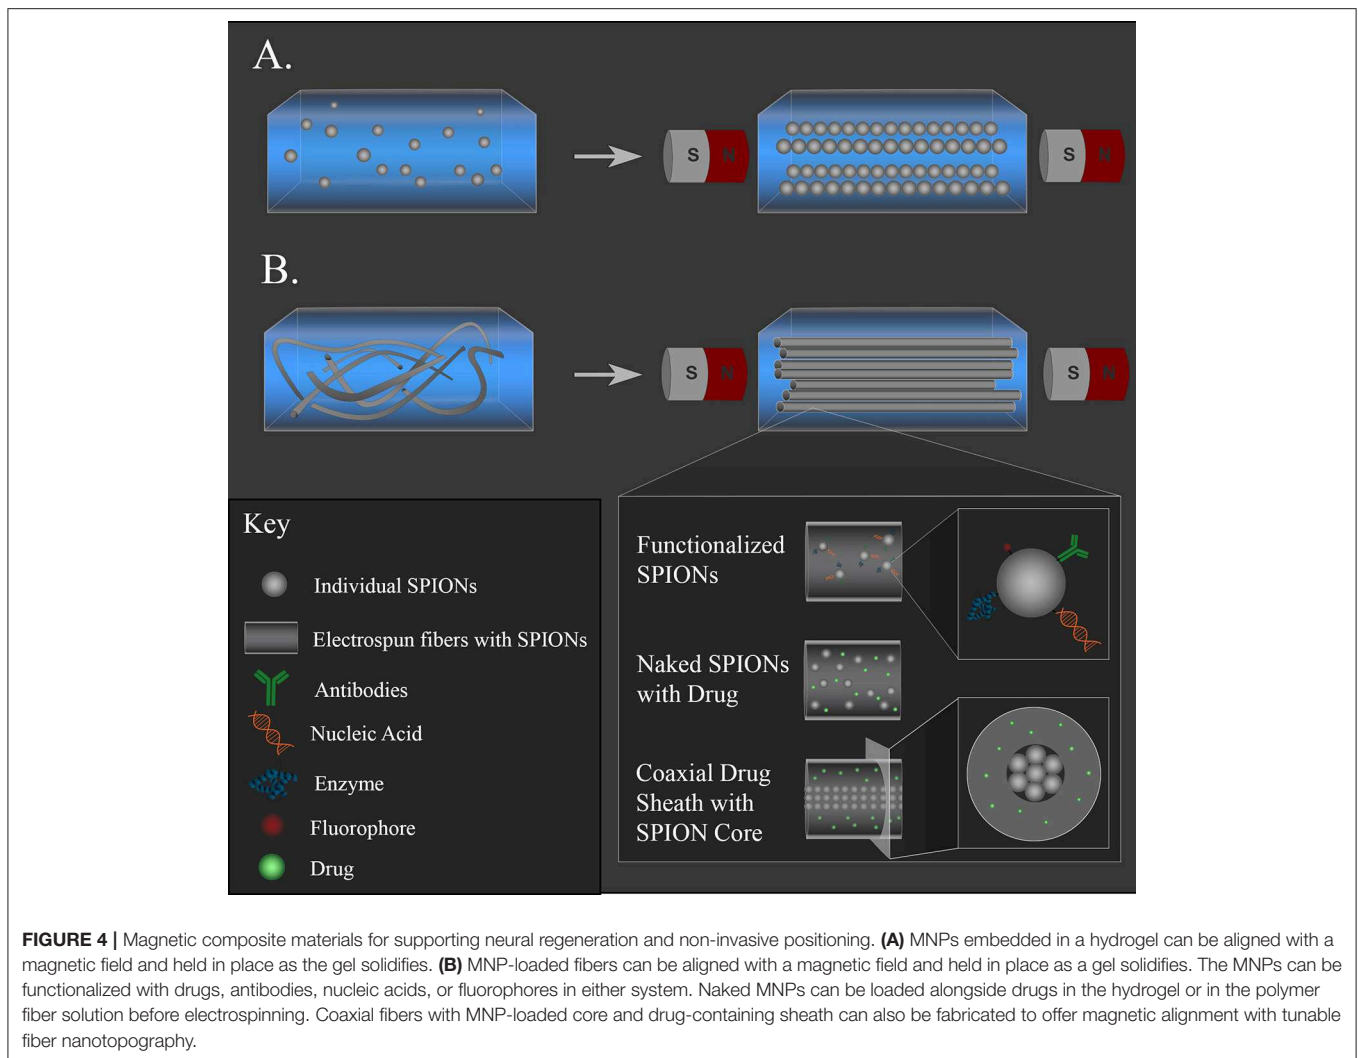 A.
S N
S N
B.
S N
S N
Key
Individual SPIONs
Electrospun fibers with SPIONs
Antibodies
Nucleic Acid
Enzyme
Fluorophore
Drug
Functionalized
SPIONs
Naked SPIONs
with Drug
Coaxial Drug
Sheath with
SPION Core
FIGURE 4 | Magnetic composite materials for supporting neural regeneration and non-invasive positioning. (A) MNPs embedded in a hydrogel can be aligned with a
magnetic field and held in place as the gel solidifies. (B) MNP-loaded fibers can be aligned with a magnetic field and held in place as a gel solidifies. The MNPs can be
functionalized with drugs, antibodies, nucleic acids, or fluorophores in either system. Naked MNPs can be loaded alongside drugs in the hydrogel or in the polymer
fiber solution before electrospinning. Coaxial fibers with MNP-loaded core and drug-containing sheath can also be fabricated to offer magnetic alignment with tunable
fiber nanotopography.